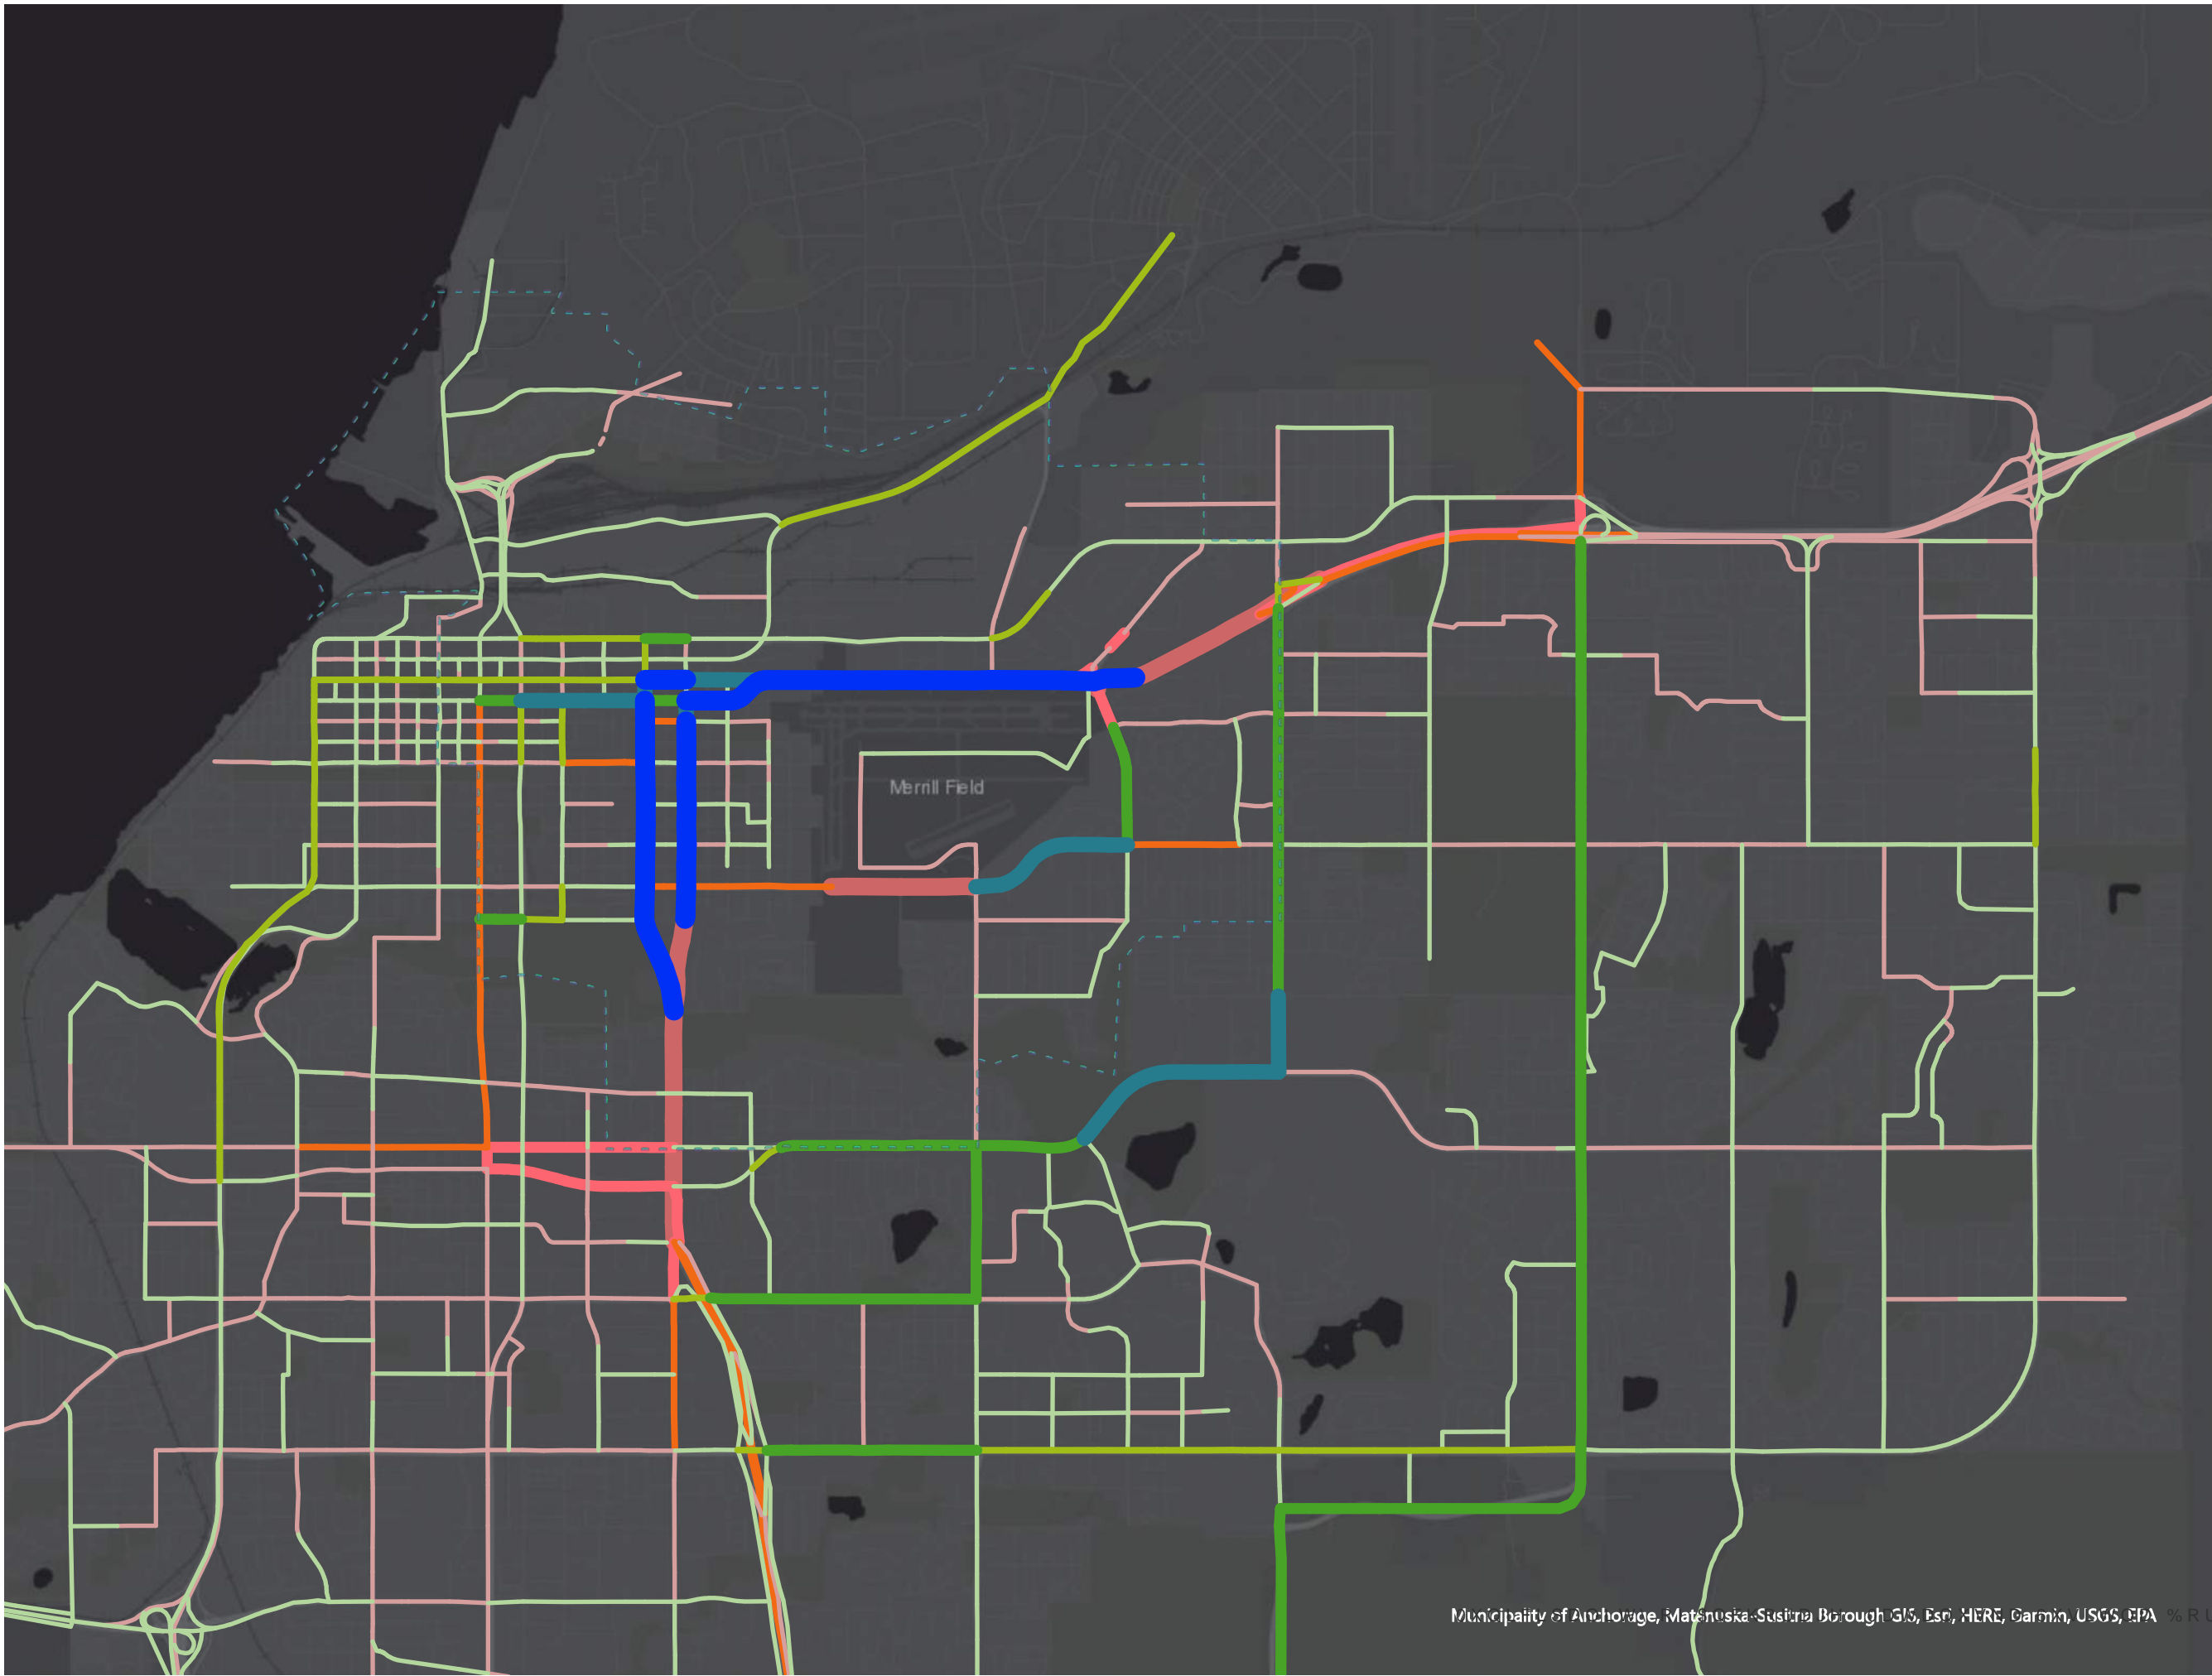 Merrill Field
Municipality of Anchorage, Matanuska-Susitna Borough GIS, Esri, HERE, Garmin, USGS, EPA